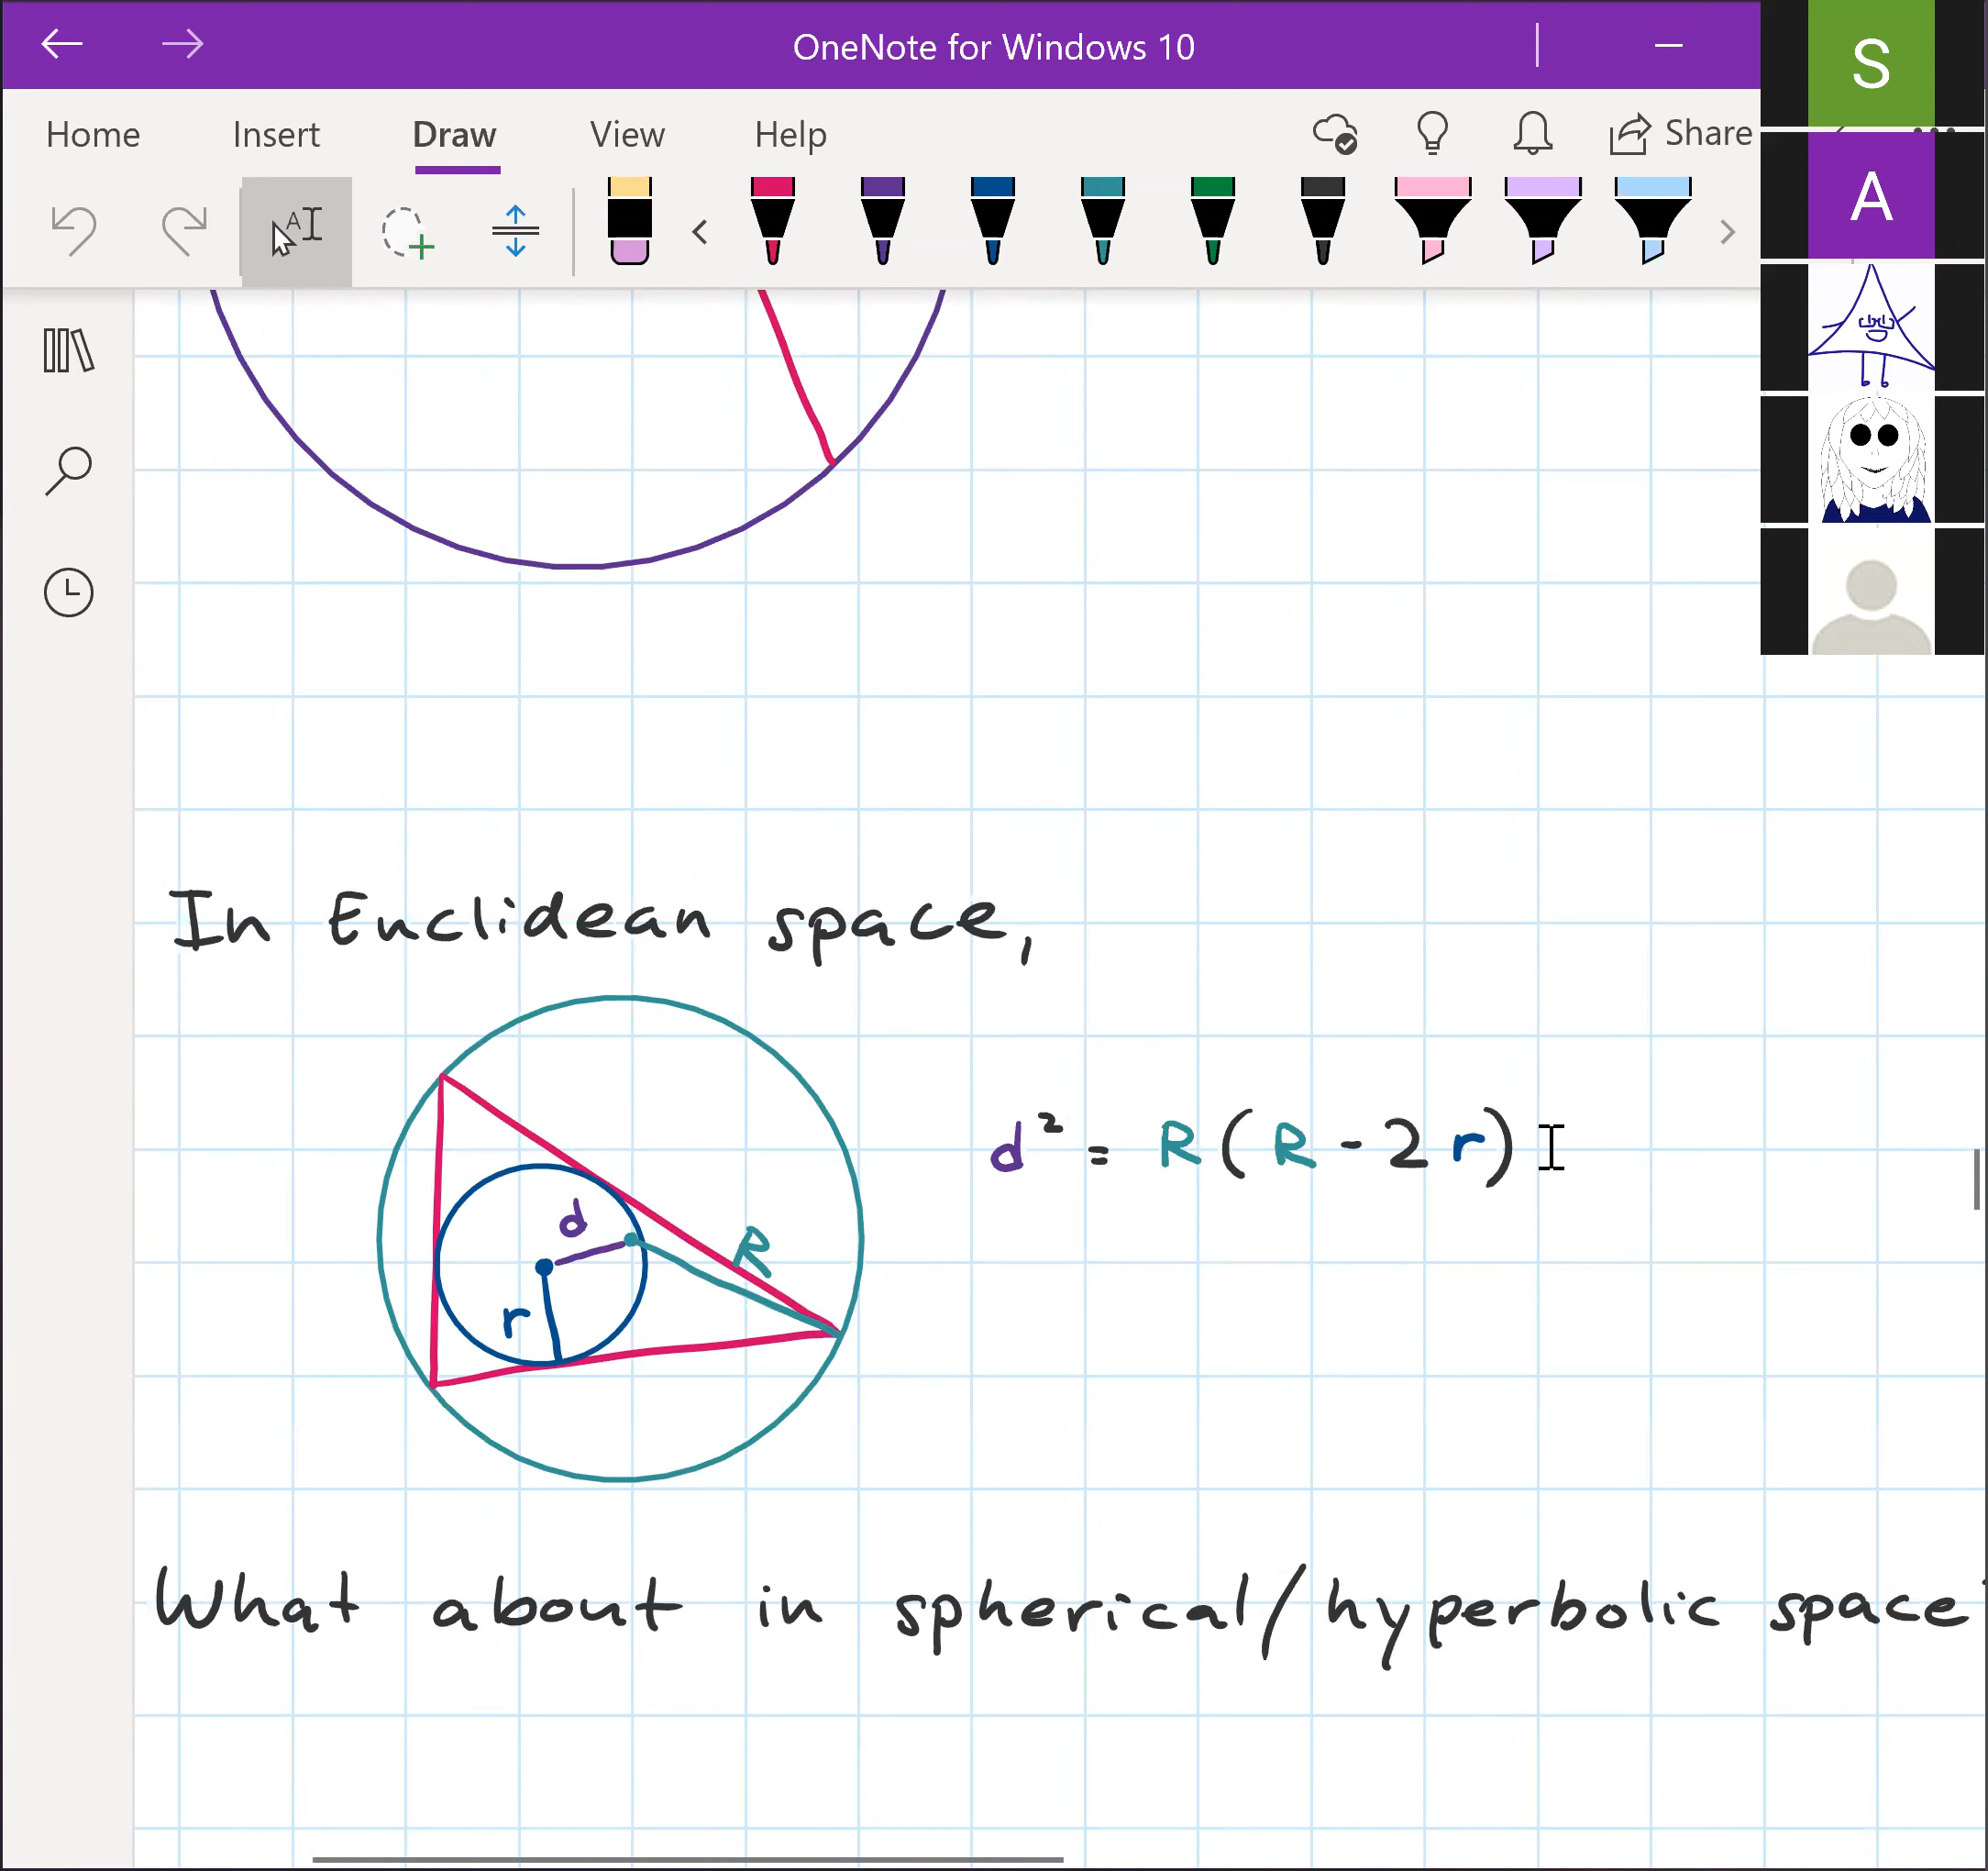 OneNote for Windows 10
S
Home Insert Draw View Help Share
A
A
In Euclidean space,
d² = R(R-2r)
d
R
r
What about in spherical/hyperbolic space